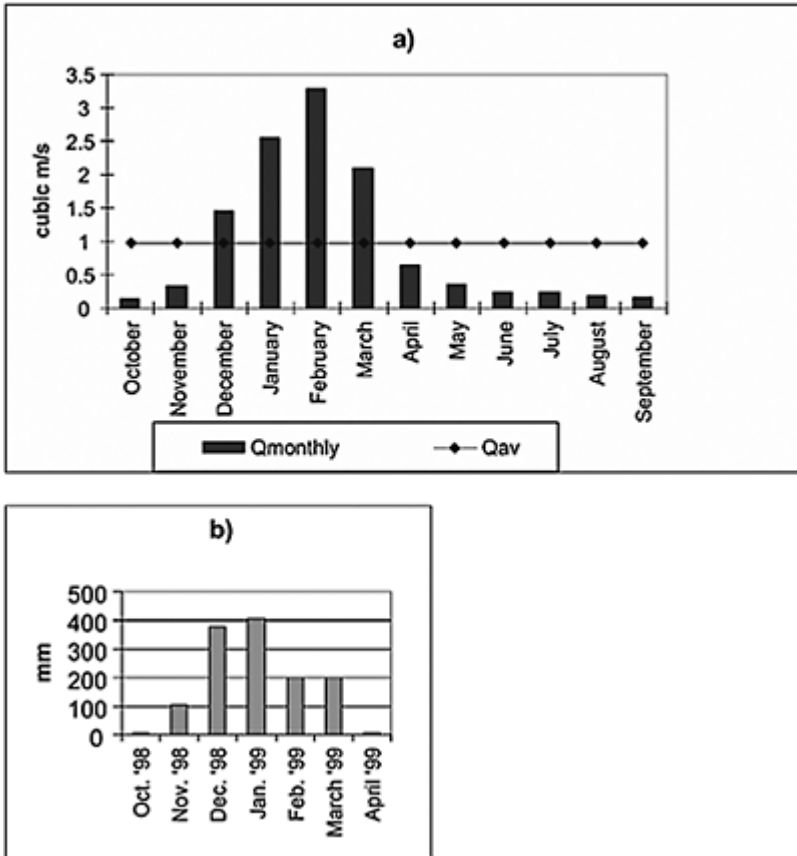 a)
cubic m/s
3.5
3
2.5
2
1.5
1
0.5
0
October
November
December
January
February
March
April
May
June
July
August
September
Qmonthly
Qav
b)
mm
500
400
300
200
100
0
Oct. '98
Nov. '98
Dec. '98
Jan. '99
Feb. '99
March '99
April '99